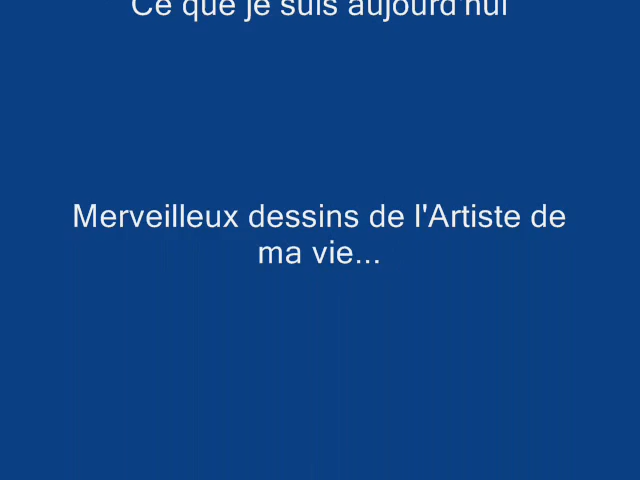 Ce que je suis aujourd'hui
Merveilleux dessins de l'Artiste de
ma vie...